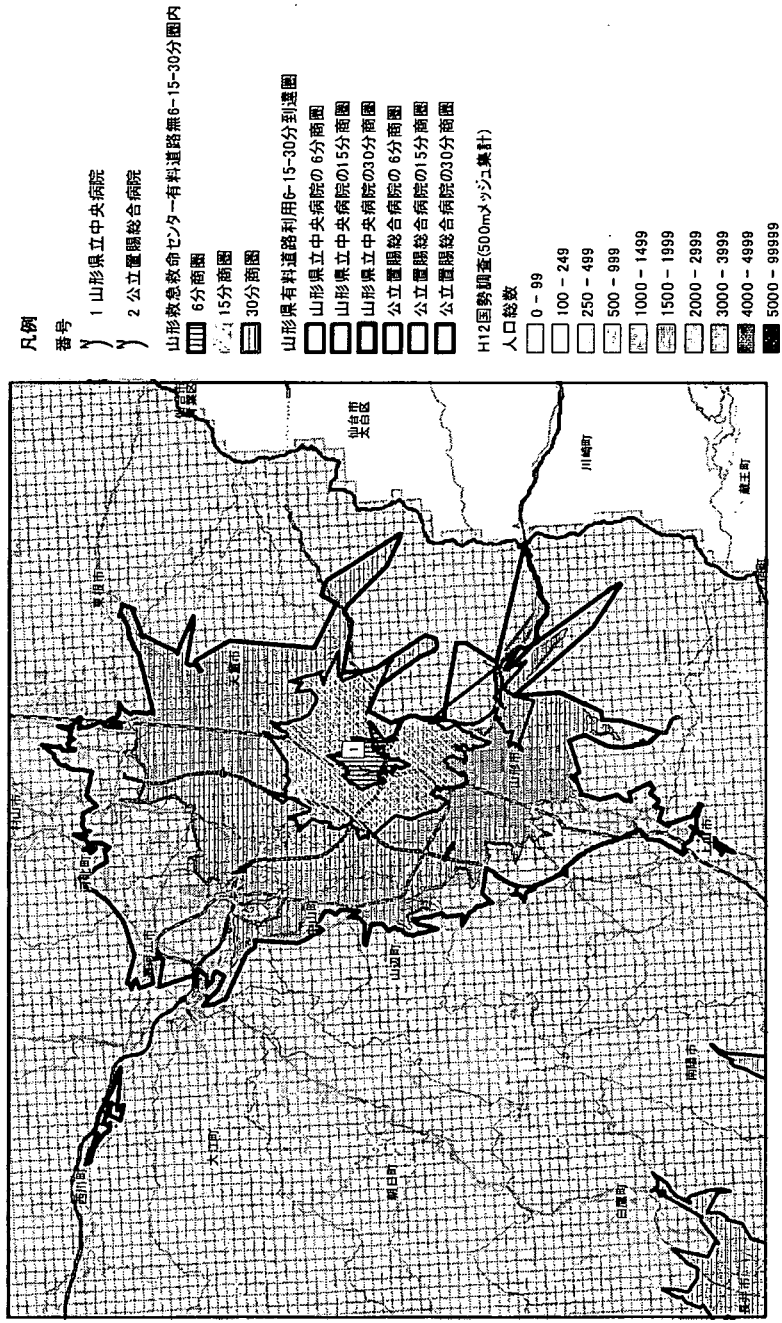 凡例
番号
1 山形県立中央病院
2 公立置賜総合病院
山形救急救命センター有料道路無6-15-30分圏内
6分商圏
15分商圏
30分商圏
山形県有料道路利用6-15-30分到達圏
山形県立中央病院の 6分商圏
山形県立中央病院の15分商圏
山形県立中央病院の30分商圏
公立置賜総合病院の 6分商圏
公立置賜総合病院の15分商圏
公立置賜総合病院の30分商圏
H12国勢調査(500mメッシュ集計)
人口総数
0 - 99
100 - 249
250 - 499
500 - 999
1000 - 1499
1500 - 1999
2000 - 2999
3000 - 3999
4000 - 4999
5000 - 99999
仙台市
太白区
川崎町
蔵王町
東根市
天童市
1
山形市
上山市
河北町
中山町
山辺町
西川町
大江町
朝日町
白鷹町
南陽市
長井市